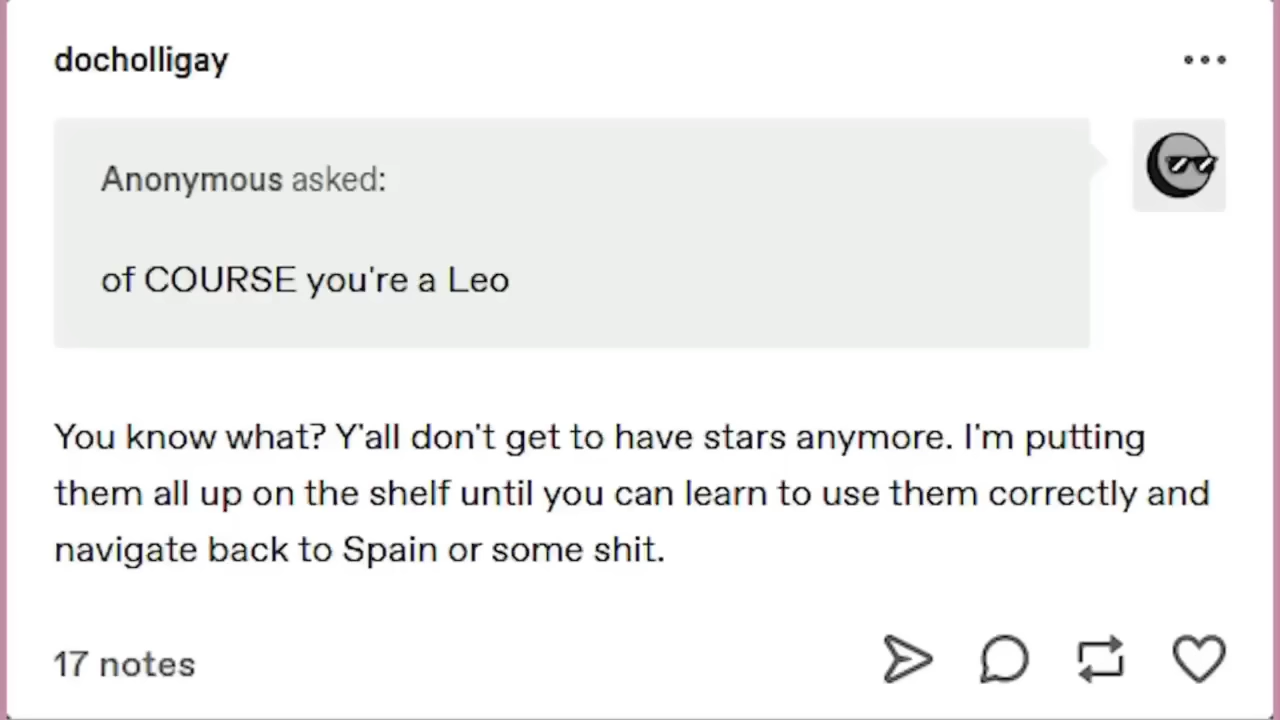 docholligay
Anonymous asked:
of COURSE you're a Leo
You know what? Y'all don't get to have stars anymore. I'm putting
them all up on the shelf until you can learn to use them correctly and
navigate back to Spain or some shit.
17 notes